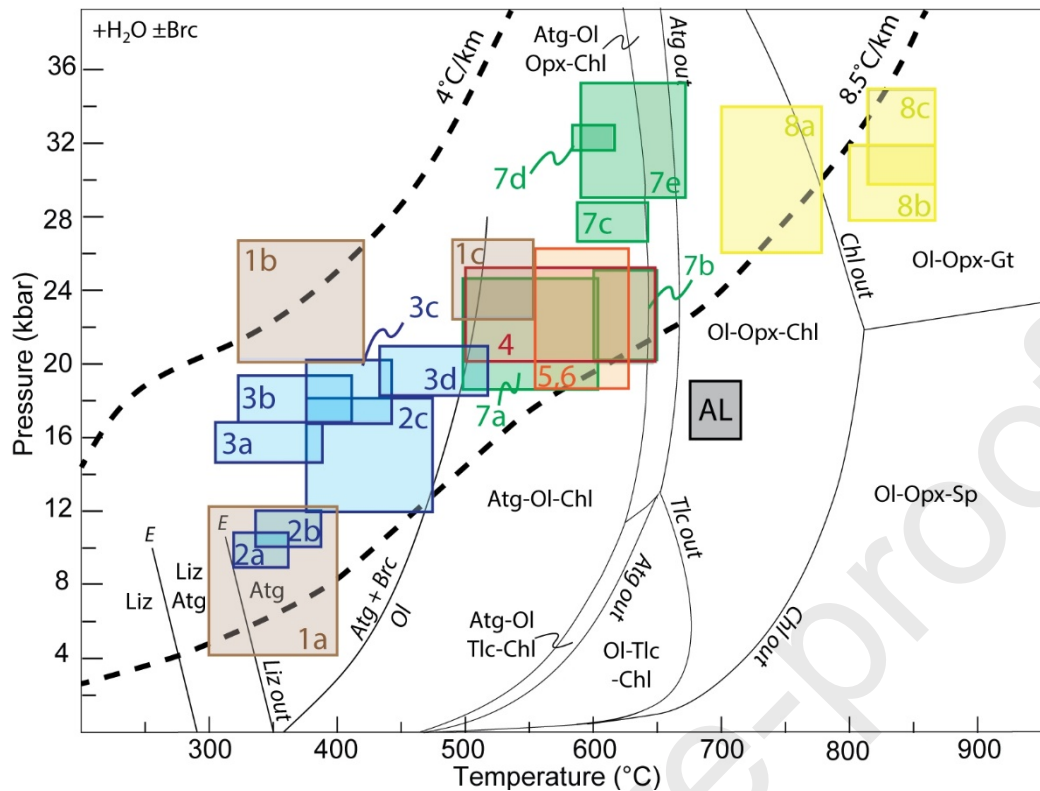 +H₂O ±Brc
36
32
28
24
20
16
12
8
4
Pressure (kbar)
300
400
500
600
700
800
900
Temperature (°C)
4°C/km
8.5°C/km
Atg-Ol
Opx-Chl
Atg out
7d
7e
7c
8a
8c
8b
1b
1c
7b
3c
4
Chl out
Ol-Opx-Gt
Ol-Opx-Chl
3d
5,6
7a
3b
2c
AL
3a
Atg-Ol-Chl
Ol-Opx-Sp
E
E
2b
2a
Tlc out
Liz
Liz
Atg
Atg
1a
Liz out
Atg + Brc
Ol
Atg out
Atg-Ol
Tlc-Chl
Ol-Tlc
-Chl
Chl out
e-proof